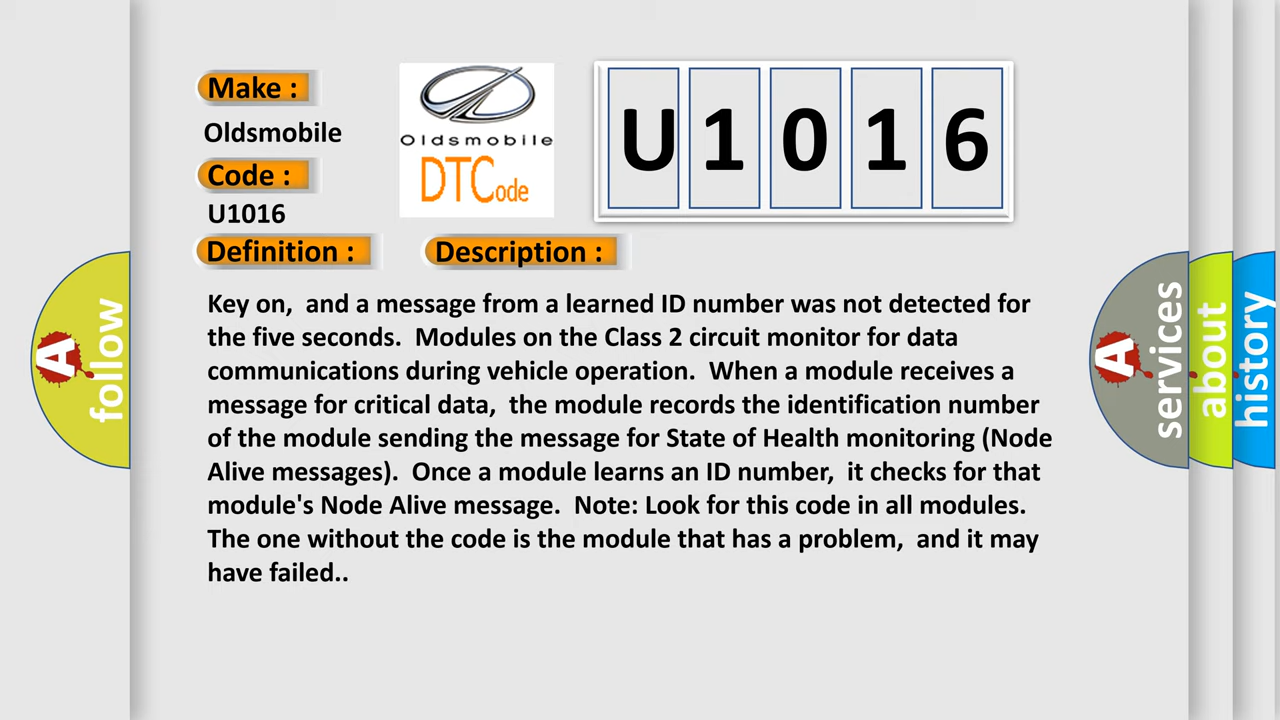 Make :
Oldsmobile
Code :
U1016
Definition :
Description :
Oldsmobile
DTCode
U1016
Key on, and a message from a learned ID number was not detected for
the five seconds. Modules on the Class 2 circuit monitor for data
communications during vehicle operation. When a module receives a
message for critical data, the module records the identification number
of the module sending the message for State of Health monitoring (Node
Alive messages). Once a module learns an ID number, it checks for that
module's Node Alive message. Note: Look for this code in all modules.
The one without the code is the module that has a problem, and it may
have failed..
A
follow
A
services
about
history